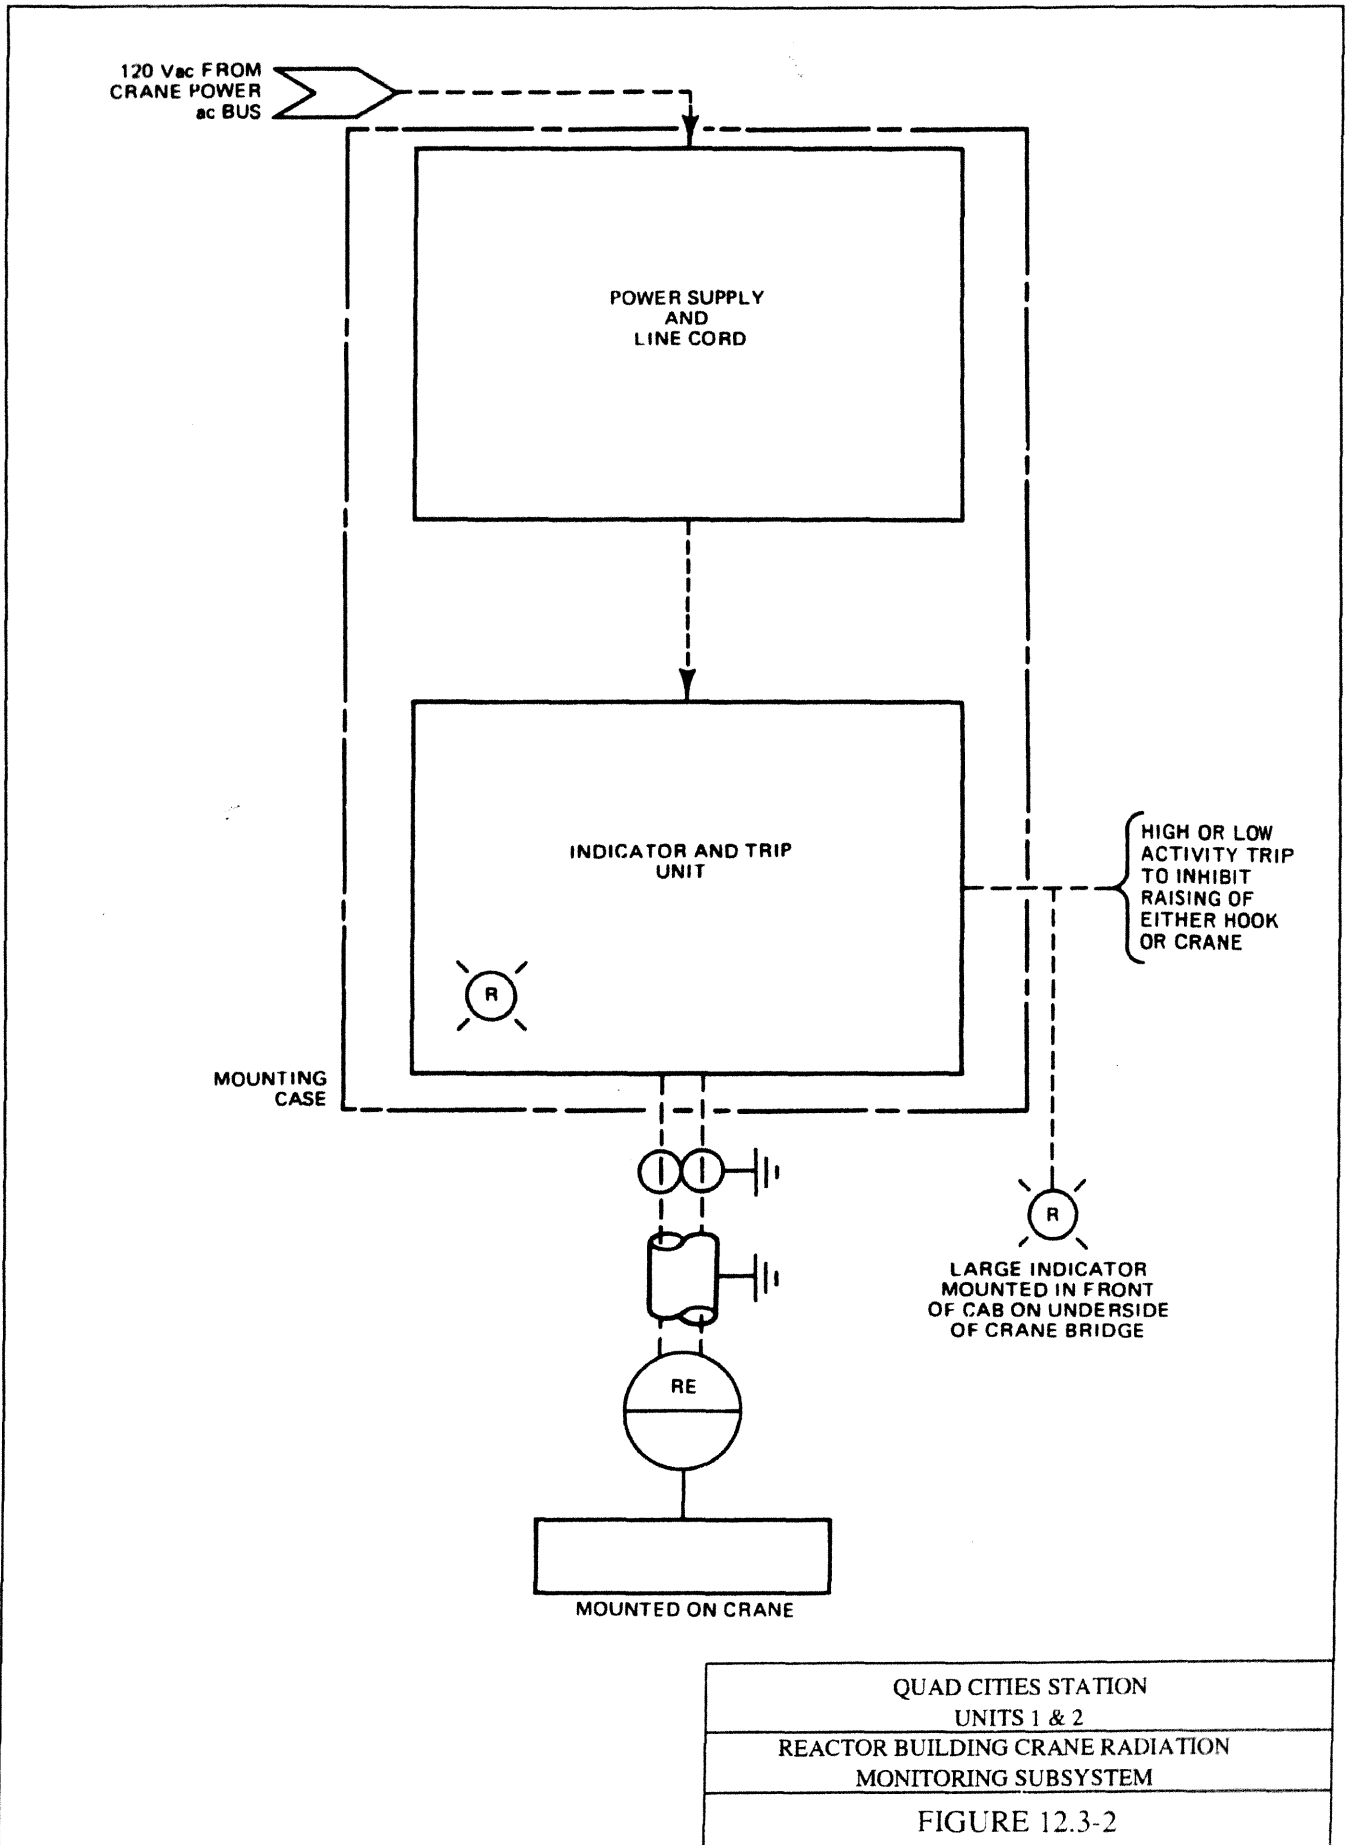 120 Vac FROM
CRANE POWER
ac BUS
POWER SUPPLY
AND
LINE CORD
INDICATOR AND TRIP
UNIT
R
HIGH OR LOW
ACTIVITY TRIP
TO INHIBIT
RAISING OF
EITHER HOOK
OR CRANE
MOUNTING
CASE
R
LARGE INDICATOR
MOUNTED IN FRONT
OF CAB ON UNDERSIDE
OF CRANE BRIDGE
RE
MOUNTED ON CRANE
QUAD CITIES STATION
UNITS 1 & 2
REACTOR BUILDING CRANE RADIATION
MONITORING SUBSYSTEM
FIGURE 12.3-2